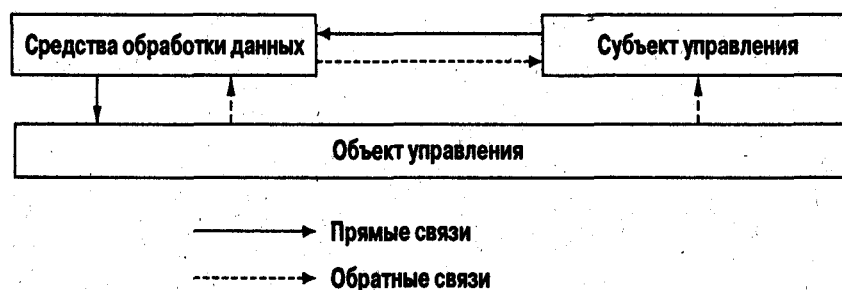 Средства обработки данных
Субъект управления
Объект управления
Прямые связи
Обратные связи